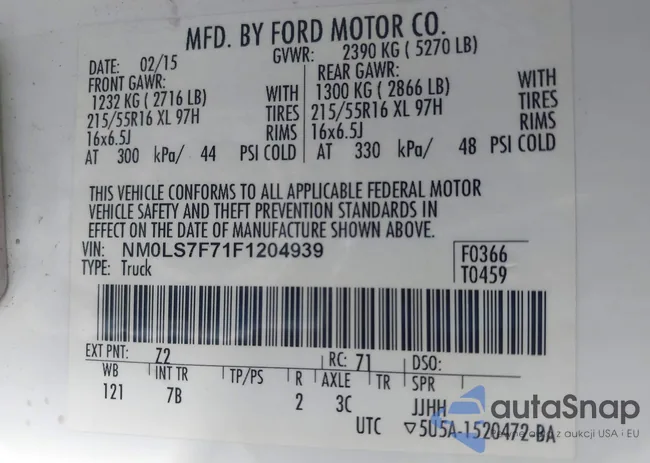 MFD. BY FORD MOTOR CO.
DATE: 02/15 GVWR: 2390 KG ( 5270 LB)
FRONT GAWR: REAR GAWR:
1232 KG ( 2716 LB) WITH 1300 KG ( 2866 LB) WITH
215/55R16 XL 97H TIRES 215/55R16 XL 97H TIRES
16x6.5J RIMS 16x6.5J RIMS
AT 300 kPa/ 44 PSI COLD AT 330 kPa/ 48 PSI COLD
THIS VEHICLE CONFORMS TO ALL APPLICABLE FEDERAL MOTOR
VEHICLE SAFETY AND THEFT PREVENTION STANDARDS IN
EFFECT ON THE DATE OF MANUFACTURE SHOWN ABOVE.
VIN: NM0LS7F71F1204939 F0366
TYPE: Truck T0459
EXT PNT: Z2 RC: 71 DSO:
WB INT TR TP/PS R AXLE TR SPR
121 7B 2 3C JJHH
UTC ▽5U5A-1520472-BA
autaSnap
aukcji USA i EU